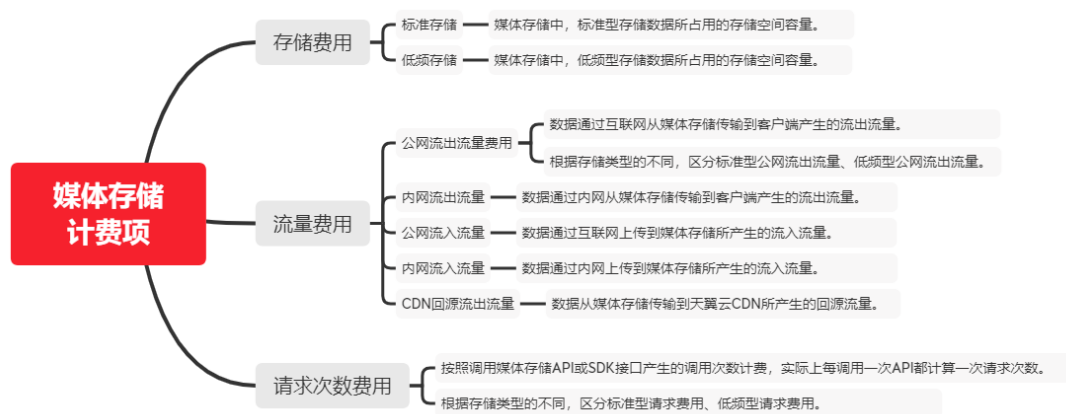 媒体存储
计费项
存储费用
标准存储
媒体存储中，标准型存储数据所占用的存储空间容量。
低频存储
媒体存储中，低频型存储数据所占用的存储空间容量。
流量费用
公网流出流量费用
数据通过互联网从媒体存储传输到客户端产生的流出流量。
根据存储类型的不同，区分标准型公网流出流量、低频型公网流出流量。
内网流出流量
数据通过内网从媒体存储传输到客户端产生的流出流量。
公网流入流量
数据通过互联网上传到媒体存储所产生的流入流量。
内网流入流量
数据通过内网上传到媒体存储所产生的流入流量。
CDN回源流出流量
数据从媒体存储传输到天翼云CDN所产生的回源流量。
请求次数费用
按照调用媒体存储API或SDK接口产生的调用次数计费，实际上每调用一次API都计算一次请求次数。
根据存储类型的不同，区分标准型请求费用、低频型请求费用。